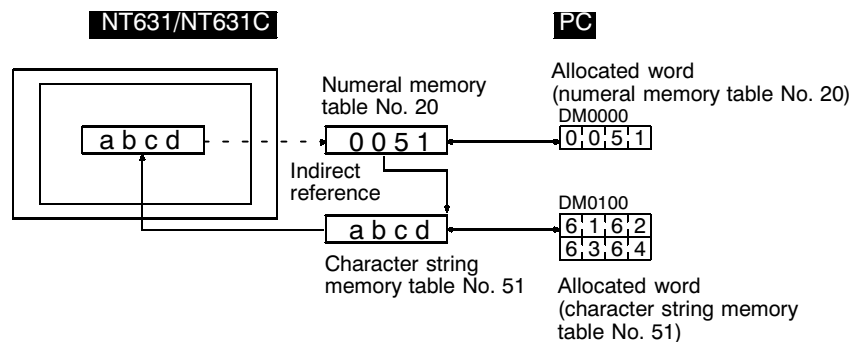 NT631/NT631C
PC
Numeral memory
table No. 20
Allocated word
(numeral memory table No. 20)
DM0000
a b c d
0 0 5 1
0 0 5 1
Indirect
reference
DM0100
a b c d
6 1 6 2
6 3 6 4
Character string
memory table No. 51
Allocated word
(character string memory
table No. 51)